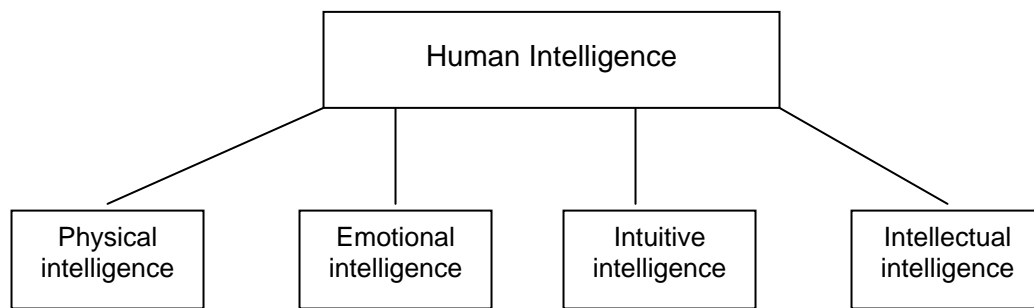 Human Intelligence
Physical
intelligence
Emotional
intelligence
Intuitive
intelligence
Intellectual
intelligence